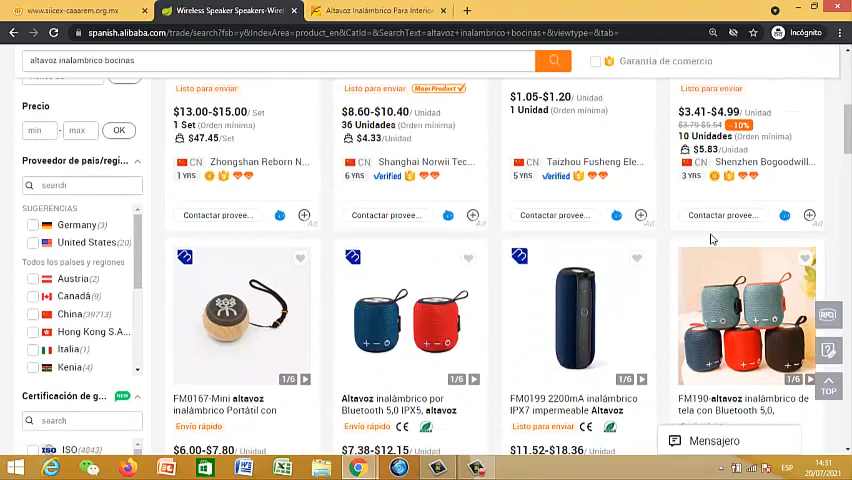 www.siicex-caaarem.org.mx
Wireless Speaker Speakers-Wirel
Altavoz Inalámbrico Para Interior
spanish.alibaba.com/trade/search?fsb=y&IndexArea=product_en&CatId=&SearchText=altavoz+inalambrico+bocinas+&viewtype=&tab=
Incógnito
altavoz inalambrico bocinas
Garantía de comercio
Precio
min - max OK
Proveedor de país/regi...
search
SUGERENCIAS
Germany(3)
United States(20)
Todos los países y regiones
Austria(2)
Canadá(9)
China(39713)
Hong Kong S.A...
Italia(1)
Kenia(4)
Certificación de g... NEW
search
ISO(4843)
Listo para enviar
$13.00-$15.00/ Set
1 Set (Orden mínima)
$47.45/Set
CN Zhongshan Reborn N...
1 YRS
Contactar provee...
Listo para enviar Main Product
$8.60-$10.40/ Unidad
36 Unidades (Orden mínima)
$4.33/Unidad
CN Shanghai Norwii Tec...
6 YRS Verified
Contactar provee...
Ad
$1.05-$1.20/ Unidad
1 Unidad (Orden mínima)
CN Taizhou Fusheng Ele...
5 YRS Verified
Contactar provee...
Ad
Listo para enviar
$3.41-$4.99/ Unidad
$3.79-$5.54 -10%
10 Unidades (Orden mínima)
$5.83/Unidad
CN Shenzhen Bogoodwill...
3 YRS
Contactar provee...
Ad
1/6
FM0167-Mini altavoz
inalámbrico Portátil con
Envío rápido
$6.00-$7.80/ Unidad
1/6
Altavoz inalámbrico por
Bluetooth 5,0 IPX5, altavoz
Envío rápido CE
$7.38-$12.15/ Unidad
1/6
FM0199 2200mA inalámbrico
IPX7 impermeable Altavoz
Listo para enviar CE
$11.52-$18.36/ Unidad
1/6
FM190-altavoz inalámbrico de
tela con Bluetooth 5,0,
RFQ
TOP
Mensajero
ESP
14:31
20/07/2021